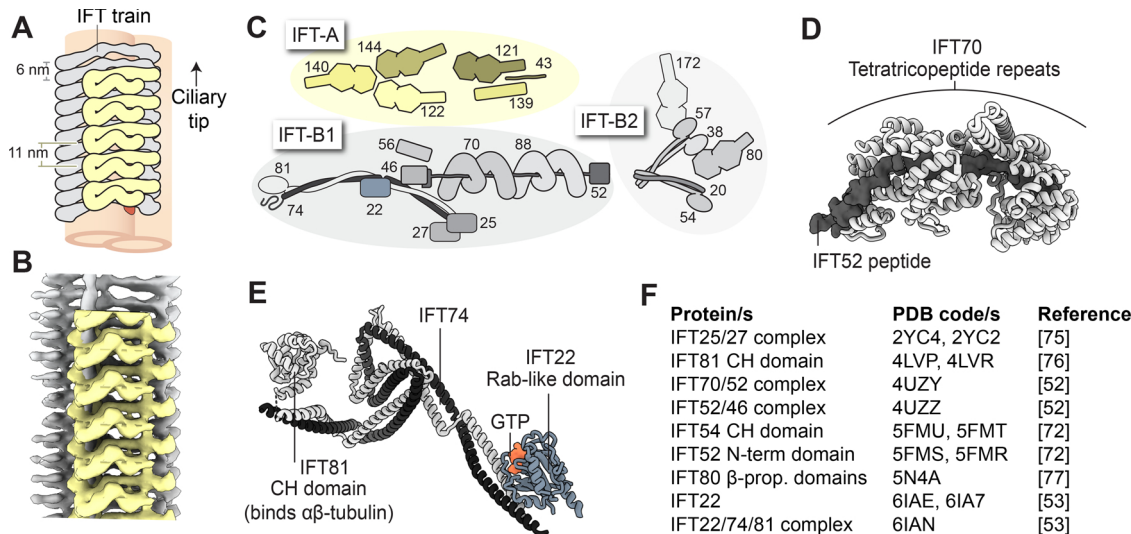 A
IFT train
6 nm
Ciliary
tip
11 nm
B
C
IFT-A
144
121
140
43
122
139
IFT-B1
56
70
88
81
46
74
22
52
25
27
IFT-B2
172
57
38
80
20
54
D
IFT70
Tetratricopeptide repeats
IFT52 peptide
E
IFT74
IFT22
Rab-like domain
GTP
IFT81
CH domain
(binds αβ-tubulin)
F
Protein/s PDB code/s Reference
IFT25/27 complex 2YC4, 2YC2 [75]
IFT81 CH domain 4LVP, 4LVR [76]
IFT70/52 complex 4UZY [52]
IFT52/46 complex 4UZZ [52]
IFT54 CH domain 5FMU, 5FMT [72]
IFT52 N-term domain 5FMS, 5FMR [72]
IFT80 β-prop. domains 5N4A [77]
IFT22 6IAE, 6IA7 [53]
IFT22/74/81 complex 6IAN [53]